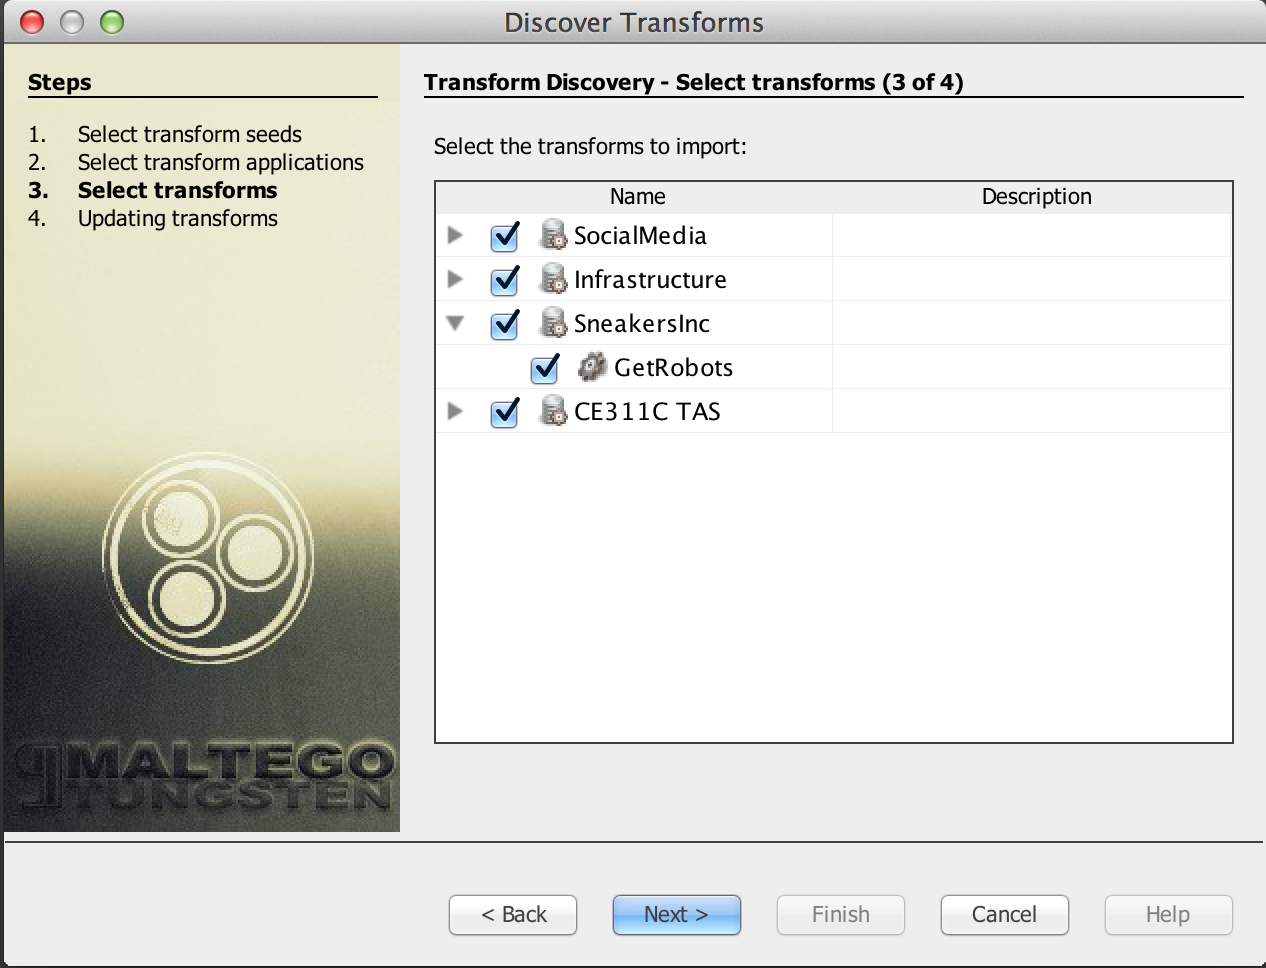 Discover Transforms
Steps
1. Select transform seeds
2. Select transform applications
3. Select transforms
4. Updating transforms
MALTEGO
TUNGSTEN
Transform Discovery - Select transforms (3 of 4)
Select the transforms to import:
Name Description
SocialMedia
Infrastructure
SneakersInc
GetRobots
CE311C TAS
< Back Next > Finish Cancel Help